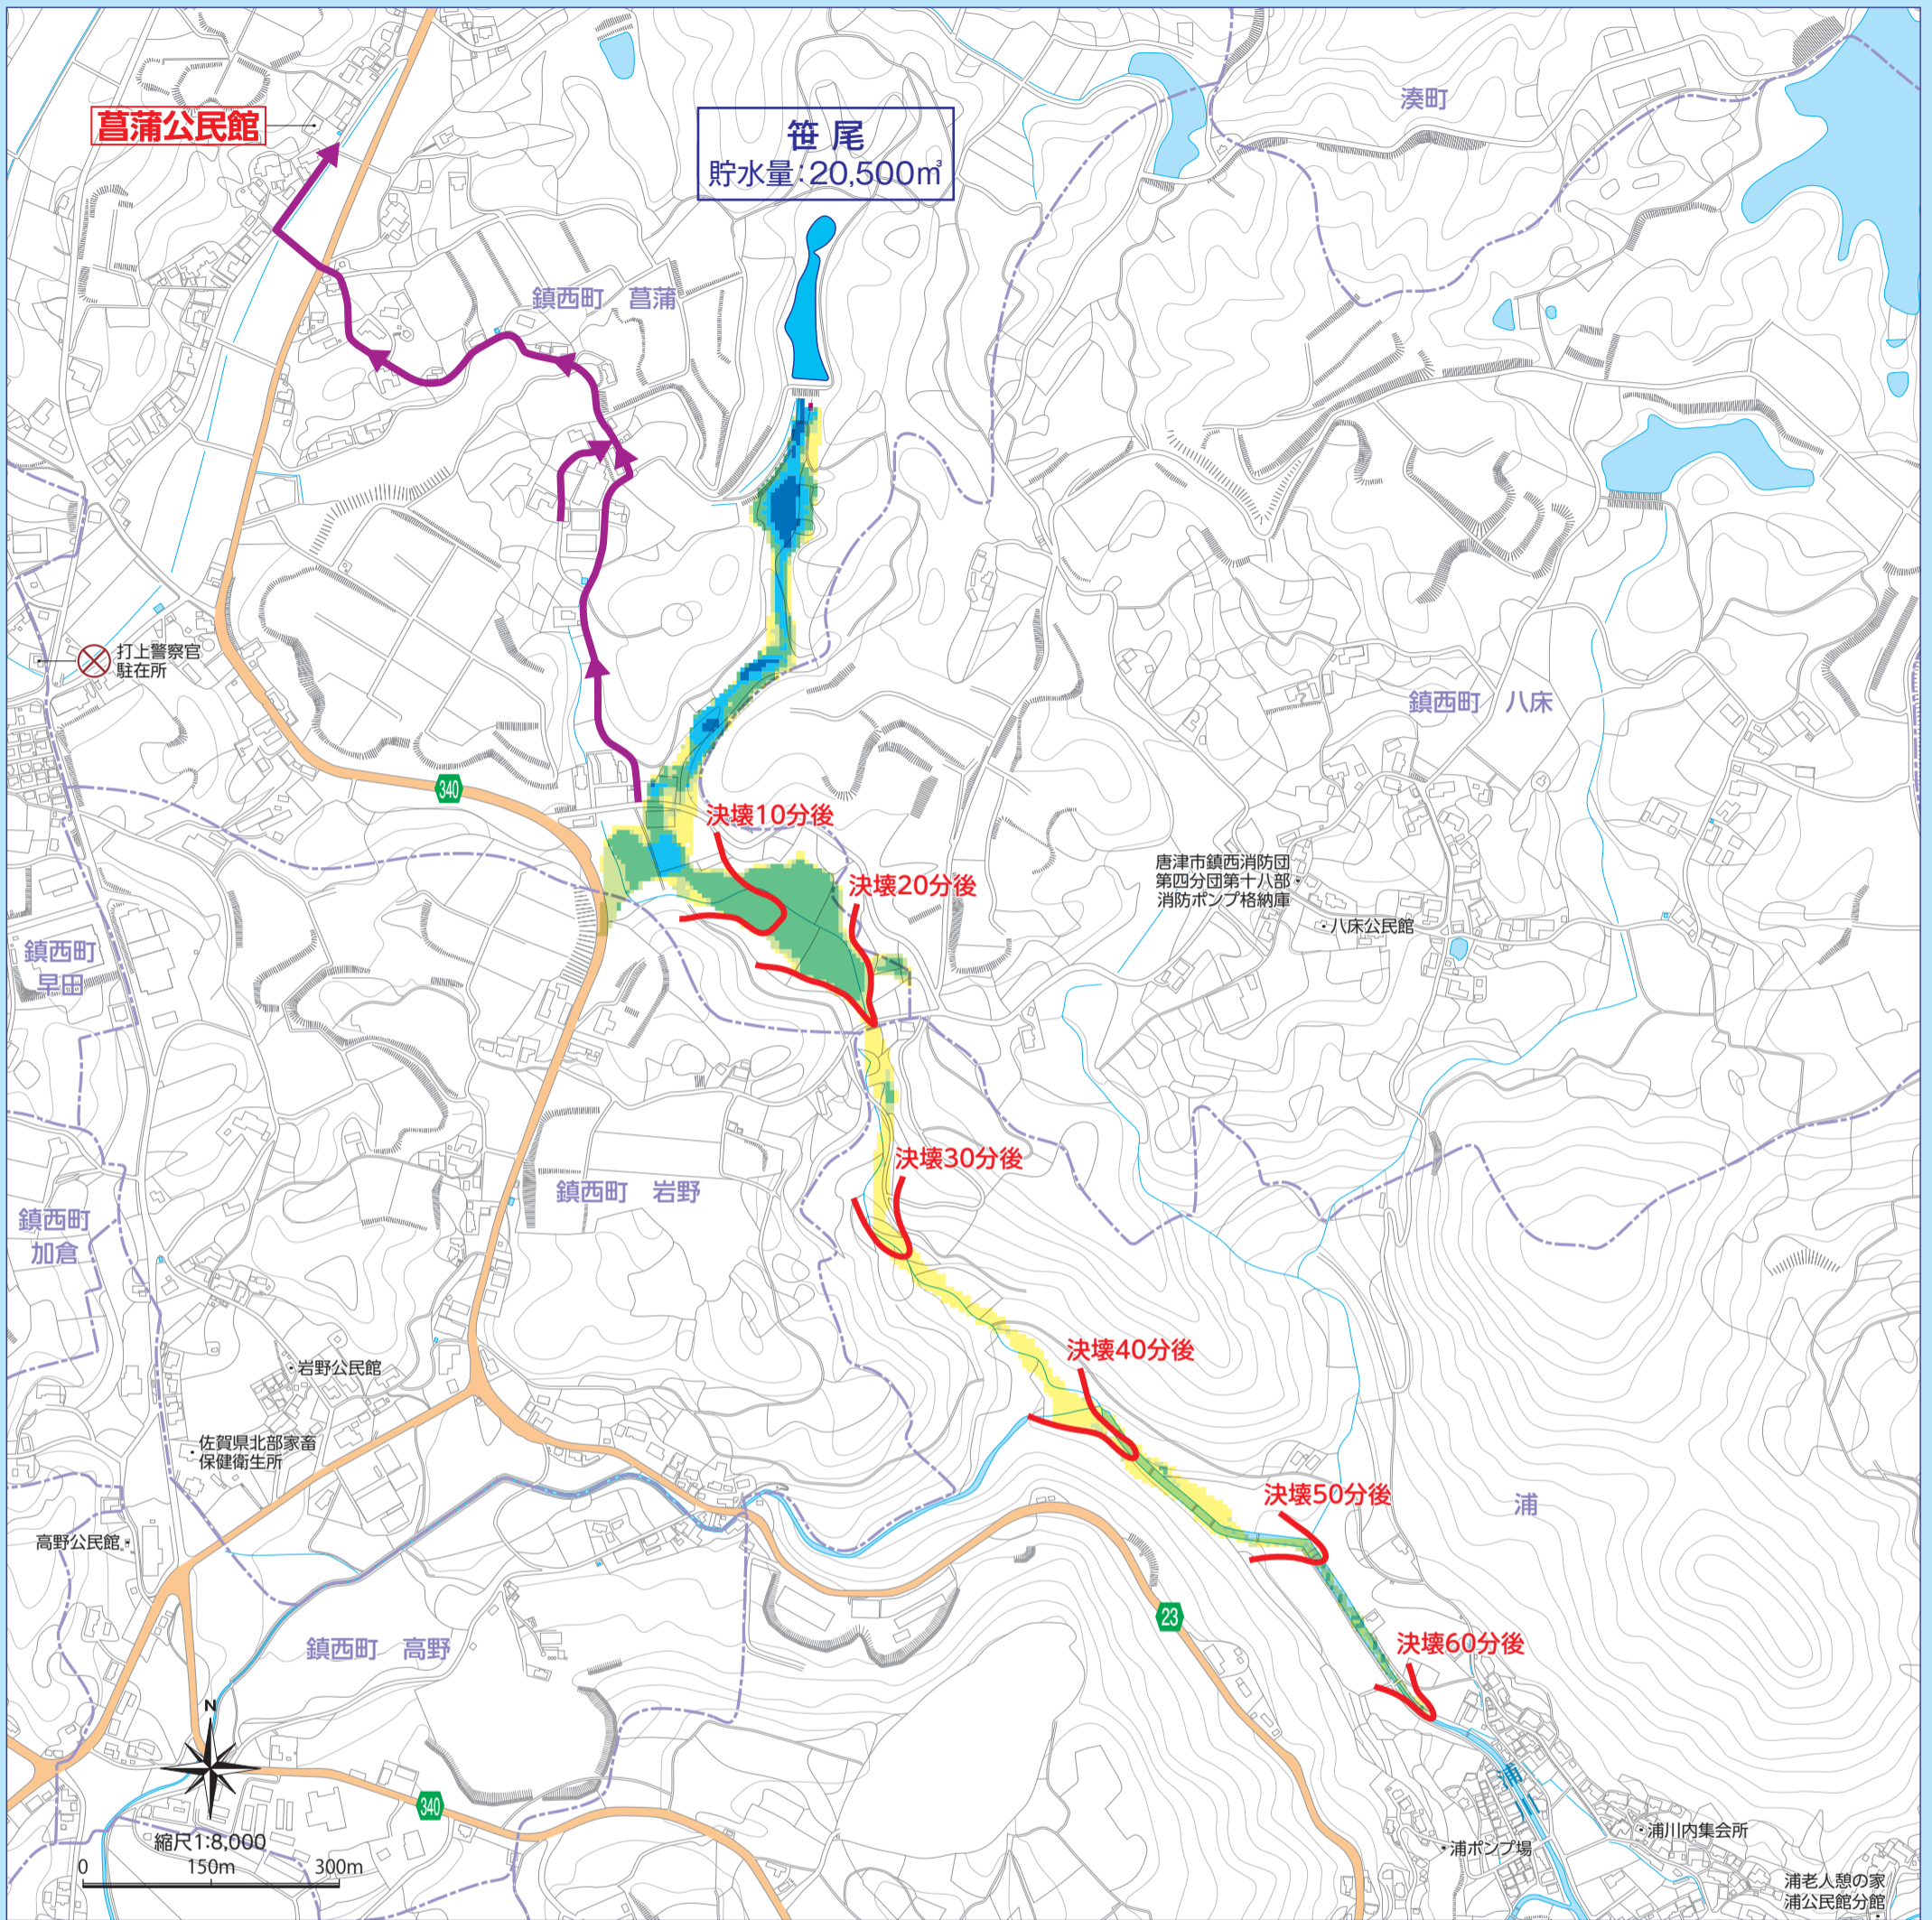 菖蒲公民館
笹尾
貯水量：20,500㎥
湊町
鎮西町　菖蒲
打上警察官
駐在所
340
鎮西町　八床
決壊10分後
決壊20分後
唐津市鎮西消防団
第四分団第十八部
消防ポンプ格納庫
八床公民館
鎮西町
早田
決壊30分後
鎮西町　岩野
鎮西町
加倉
決壊40分後
岩野公民館
佐賀県北部家畜
保健衛生所
決壊50分後
浦
高野公民館
23
鎮西町　高野
決壊60分後
N
340
縮尺1:8,000
0 150m 300m
浦ポンプ場
浦川内集会所
浦老人憩の家
浦公民館分館